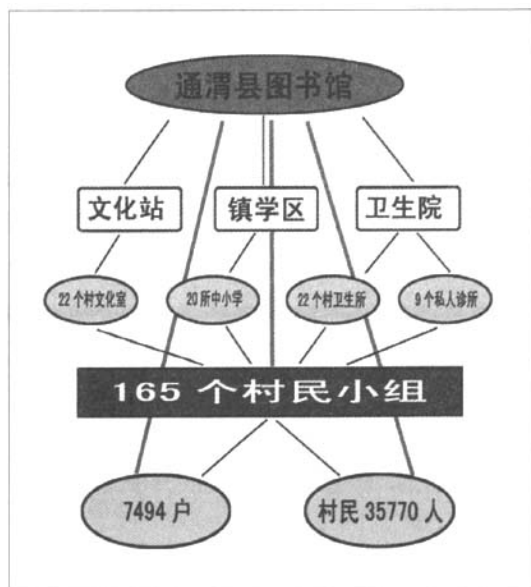 通渭县图书馆
文化站
镇学区
卫生院
22个村文化室
20所中小学
22个村卫生所
9个私人诊所
165个村民小组
7494户
村民35770人